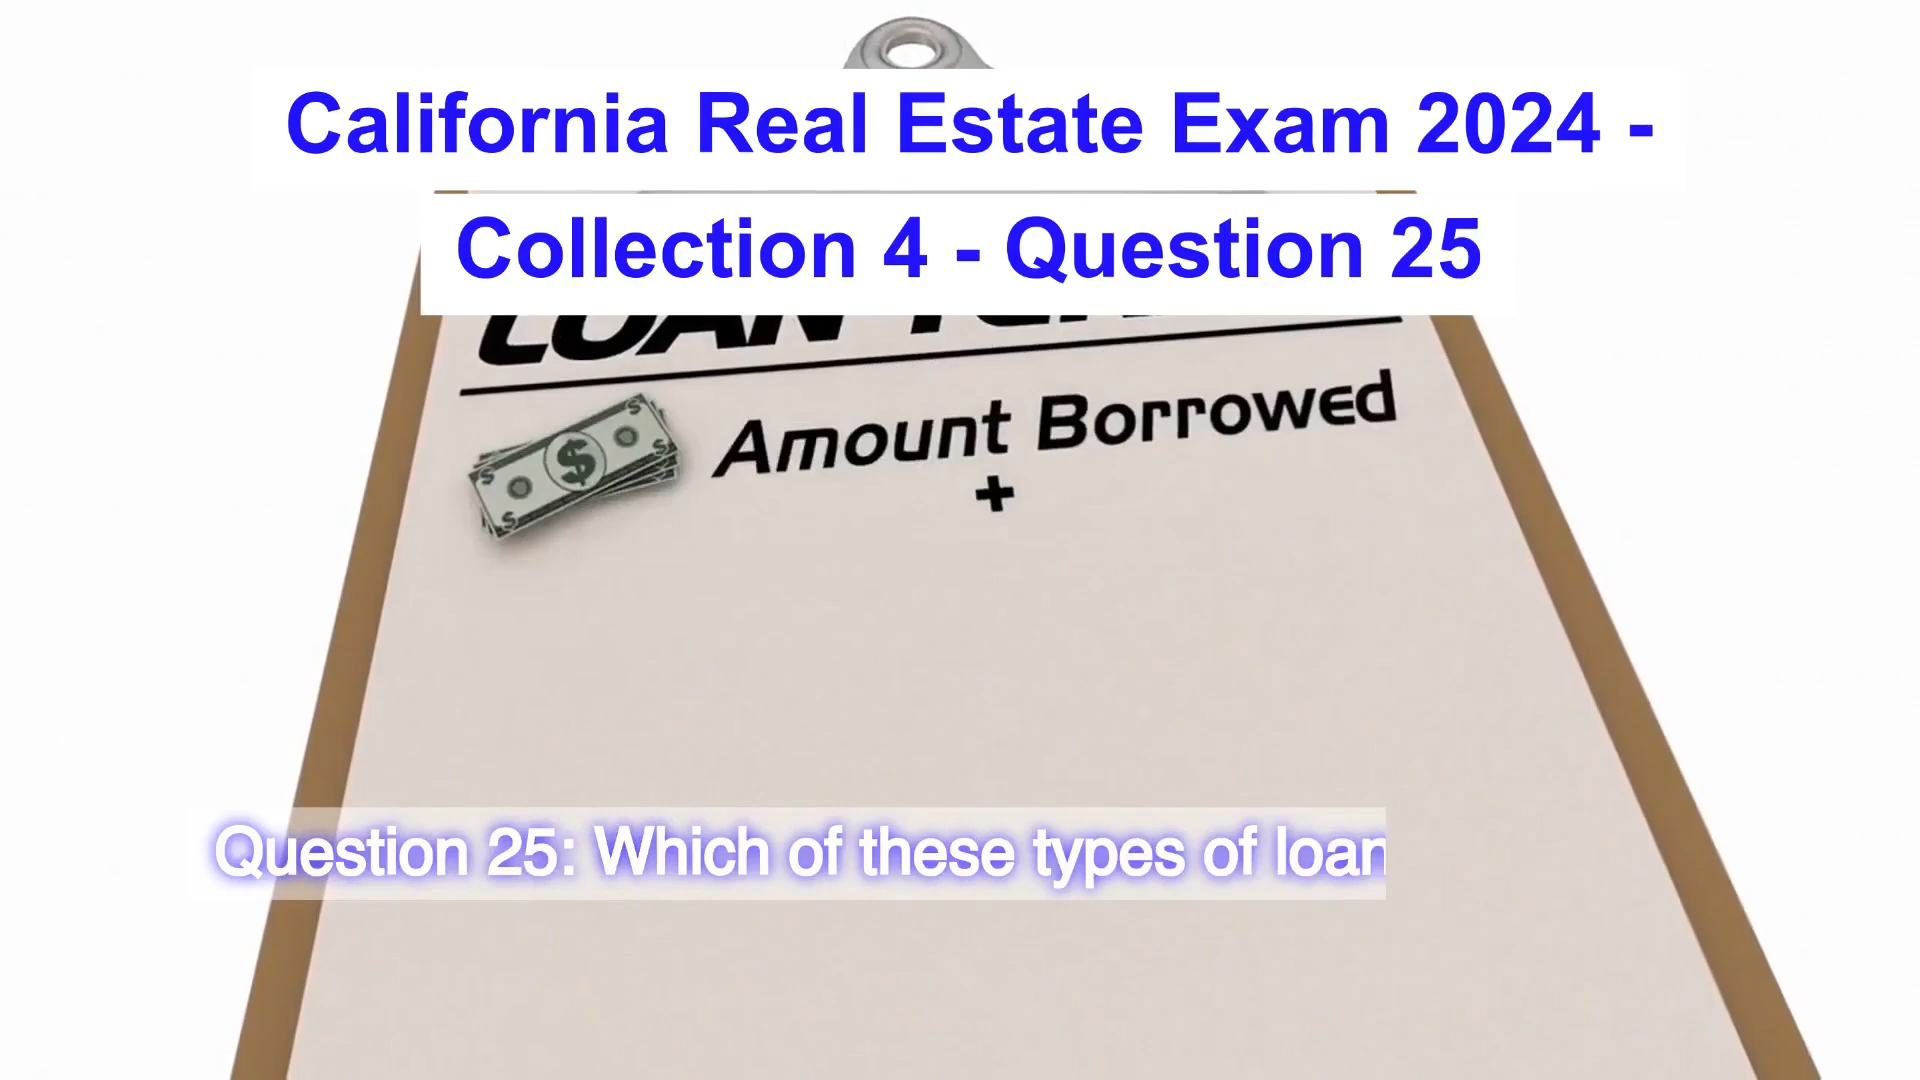 California Real Estate Exam 2024 -
Collection 4 - Question 25
LOAN
Amount Borrowed
+
Question 25: Which of these types of loan